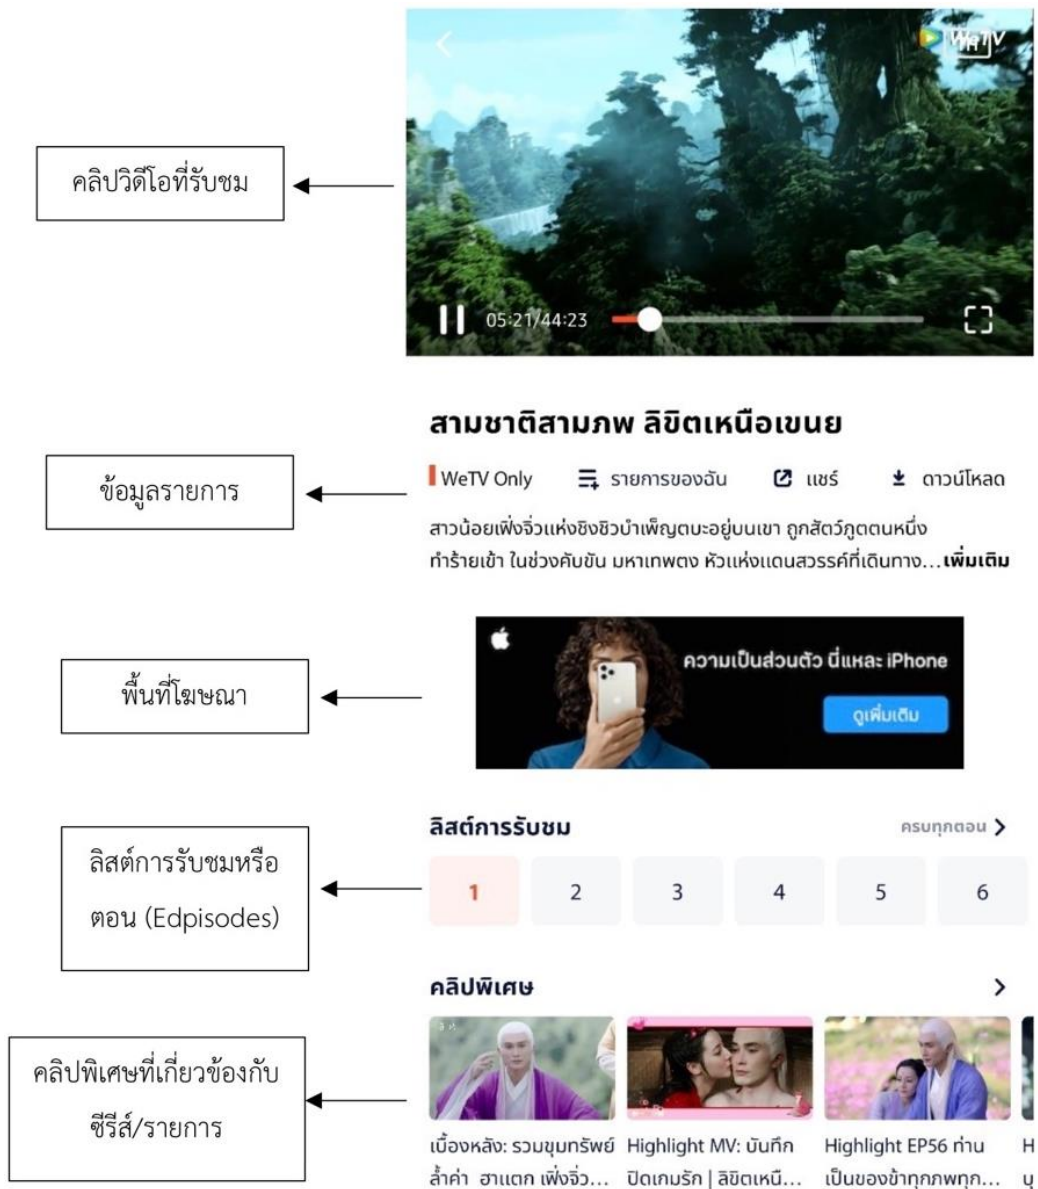 WeTV
TH
คลิปวิดีโอที่รับชม
05:21/44:23
สามชาติสามภพ ลิขิตเหนือเขนย
ข้อมูลรายการ
WeTV Only รายการของฉัน แชร์ ดาวน์โหลด
สาวน้อยเฟิ่งจิ่วแห่งชิงชิวบำเพ็ญตบะอยู่บนเขา ถูกสัตว์ภูตตนหนึ่ง
ทำร้ายเข้า ในช่วงคับขัน มหาเทพตง หัวแห่งแดนสวรรค์ที่เดินทาง...เพิ่มเติม
พื้นที่โฆษณา
ความเป็นส่วนตัว นี่แหละ iPhone
ดูเพิ่มเติม
ลิสต์การรับชม ครบทุกตอน
ลิสต์การรับชมหรือ
ตอน (Edpisodes)
1 2 3 4 5 6
คลิปพิเศษ
คลิปพิเศษที่เกี่ยวข้องกับ
ซีรีส์/รายการ
เบื้องหลัง: รวมขุมทรัพย์ Highlight MV: บันทึก Highlight EP56 ท่าน H
ล้ำค่า ฮาแตก เฟิ่งจิ่ว... ปิดเกมรัก | ลิขิตเหนื... เป็นของข้าทุกภพทุก... บุ